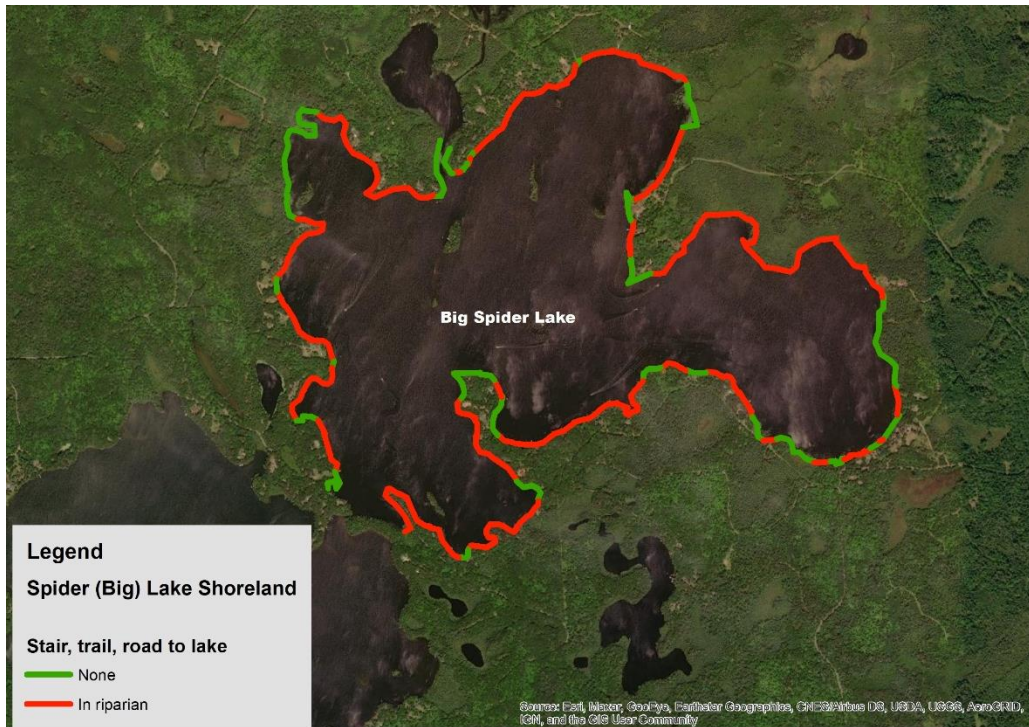 Big Spider Lake
Legend
Spider (Big) Lake Shoreland
Stair, trail, road to lake
None
In riparian
Source: Esri, Maxar, GeoEye, Earthstar Geographics, CNES/Airbus DS, USDA, USGS, AeroGRID,
IGN, and the GIS User Community